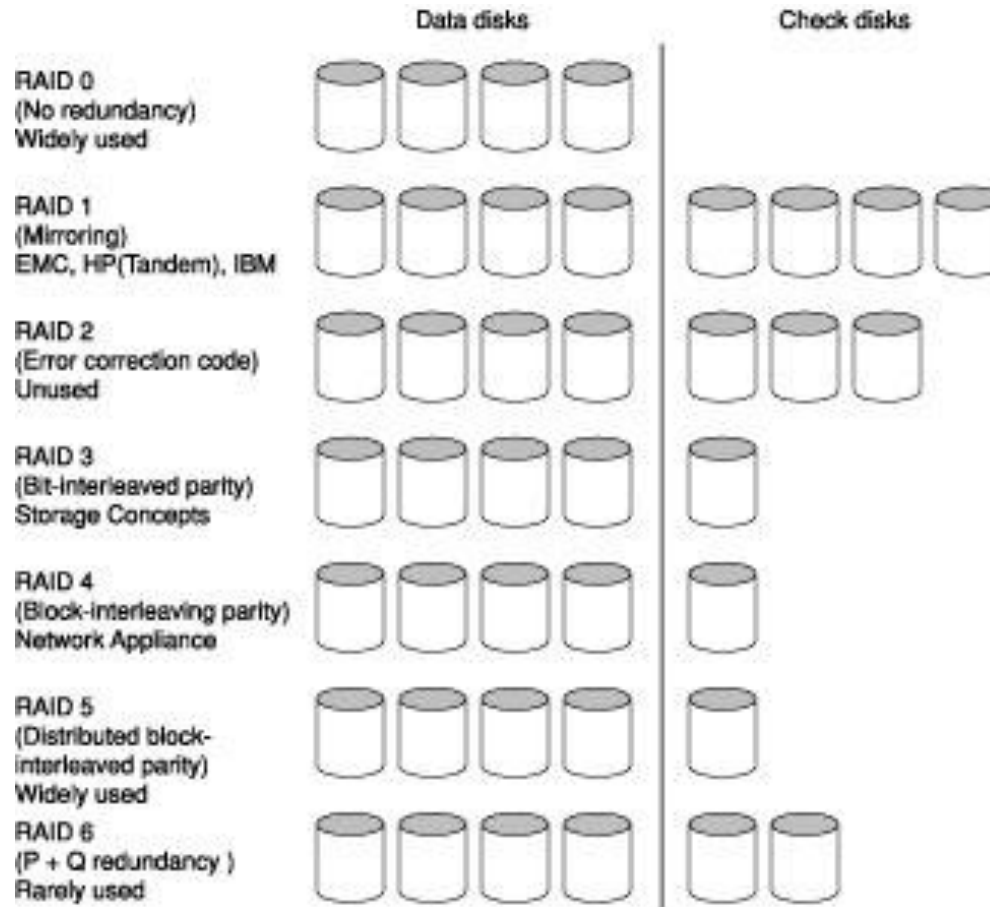 Data disks
Check disks
RAID 0
(No redundancy)
Widely used
RAID 1
(Mirroring)
EMC, HP(Tandem), IBM
RAID 2
(Error correction code)
Unused
RAID 3
(Bit-interleaved parity)
Storage Concepts
RAID 4
(Block-interleaving parity)
Network Appliance
RAID 5
(Distributed block-
interleaved parity)
Widely used
RAID 6
(P + Q redundancy )
Rarely used